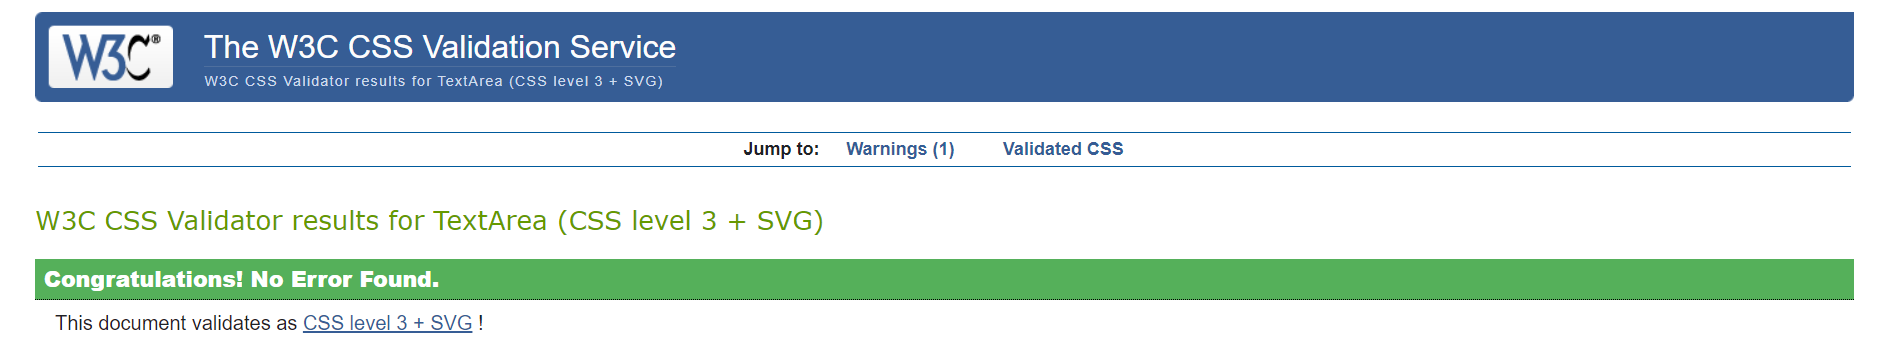 W3C®
The W3C CSS Validation Service
W3C CSS Validator results for TextArea (CSS level 3 + SVG)
Jump to: Warnings (1) Validated CSS
W3C CSS Validator results for TextArea (CSS level 3 + SVG)
Congratulations! No Error Found.
This document validates as CSS level 3 + SVG !